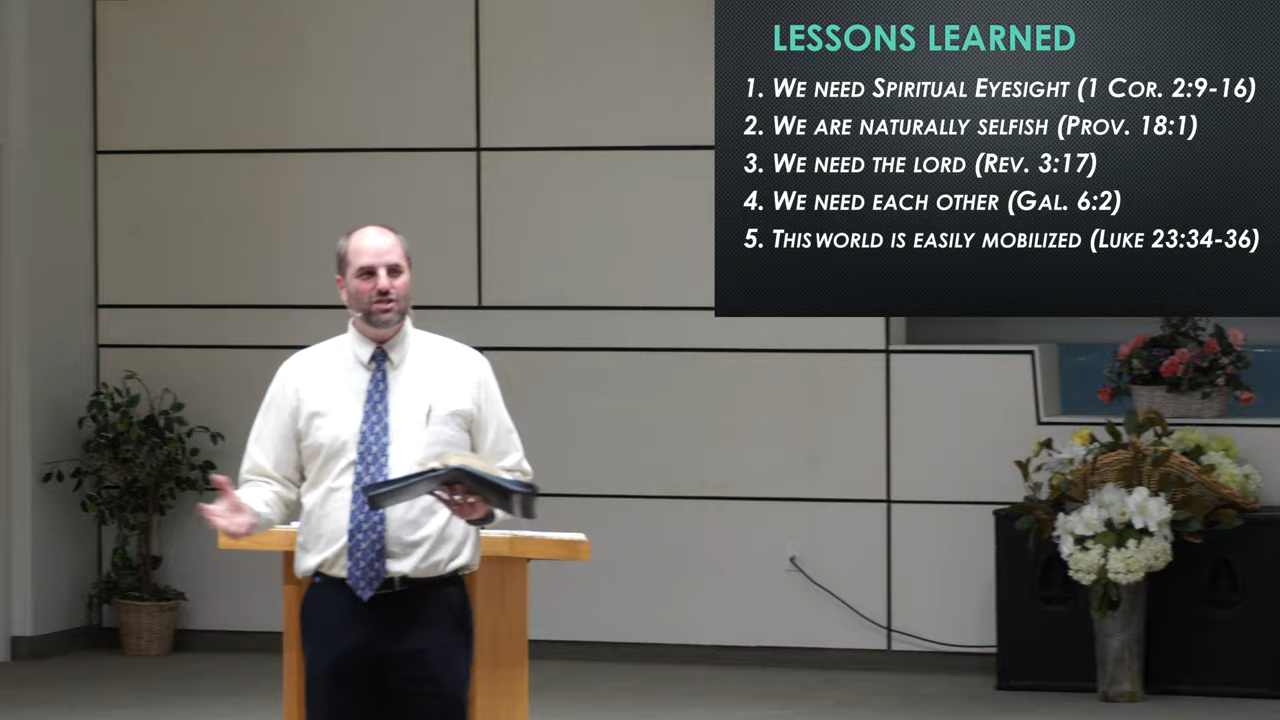 LESSONS LEARNED
1. WE NEED SPIRITUAL EYESIGHT (1 COR. 2:9-16)
2. WE ARE NATURALLY SELFISH (PROV. 18:1)
3. WE NEED THE LORD (REV. 3:17)
4. WE NEED EACH OTHER (GAL. 6:2)
5. THIS WORLD IS EASILY MOBILIZED (LUKE 23:34-36)